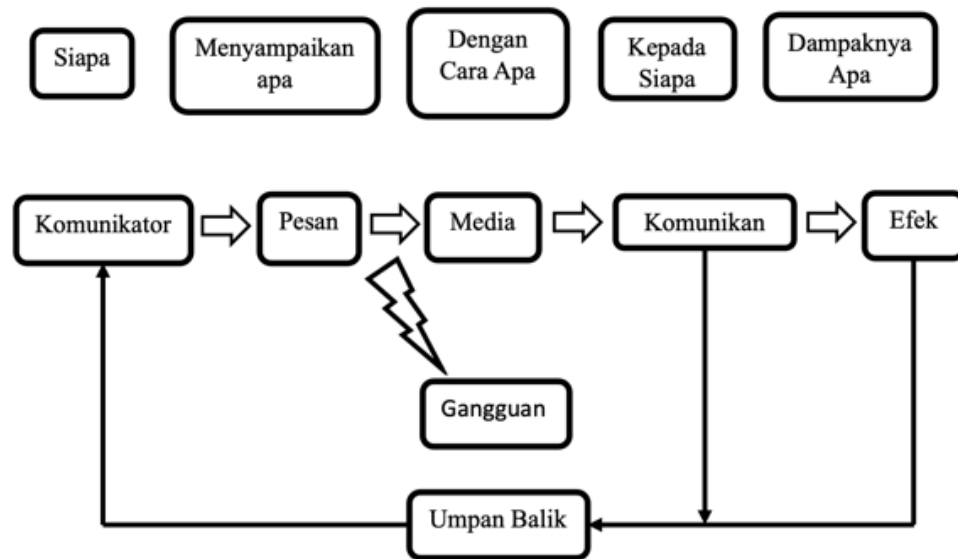 Siapa
Menyampaikan
apa
Dengan
Cara Apa
Kepada
Siapa
Dampaknya
Apa
Komunikator
Pesan
Media
Komunikan
Efek
Gangguan
Umpan Balik